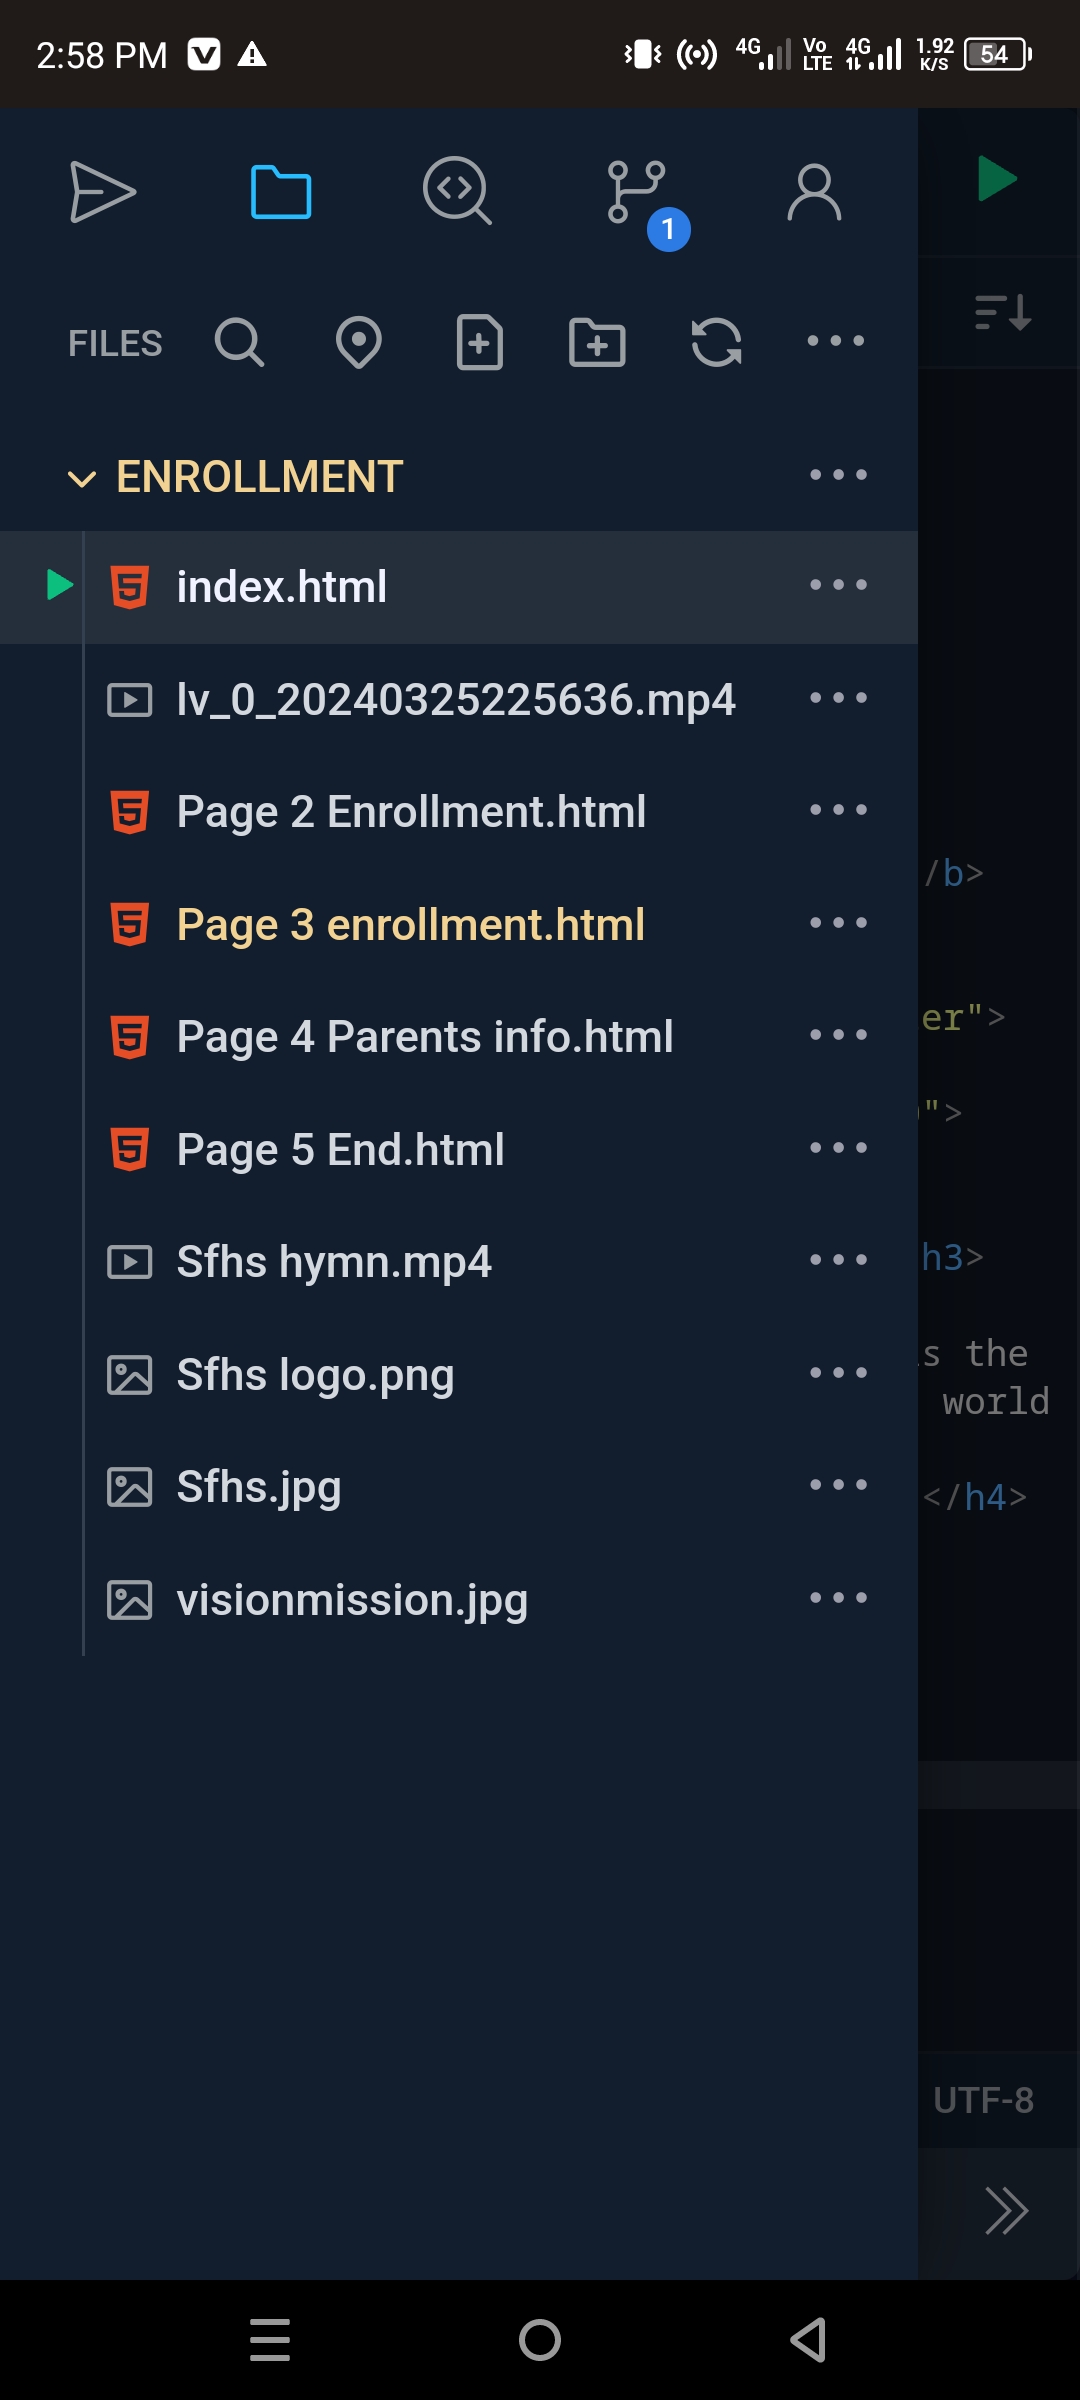 2:58 PM
4G
Vo
LTE
4G
1.92
K/S
54
1
FILES
ENROLLMENT
index.html
lv_0_20240325225636.mp4
Page 2 Enrollment.html
/b>
Page 3 enrollment.html
er">
Page 4 Parents info.html
">
Page 5 End.html
Sfhs hymn.mp4
h3>
Sfhs logo.png
s the
world
Sfhs.jpg
</h4>
visionmission.jpg
UTF-8